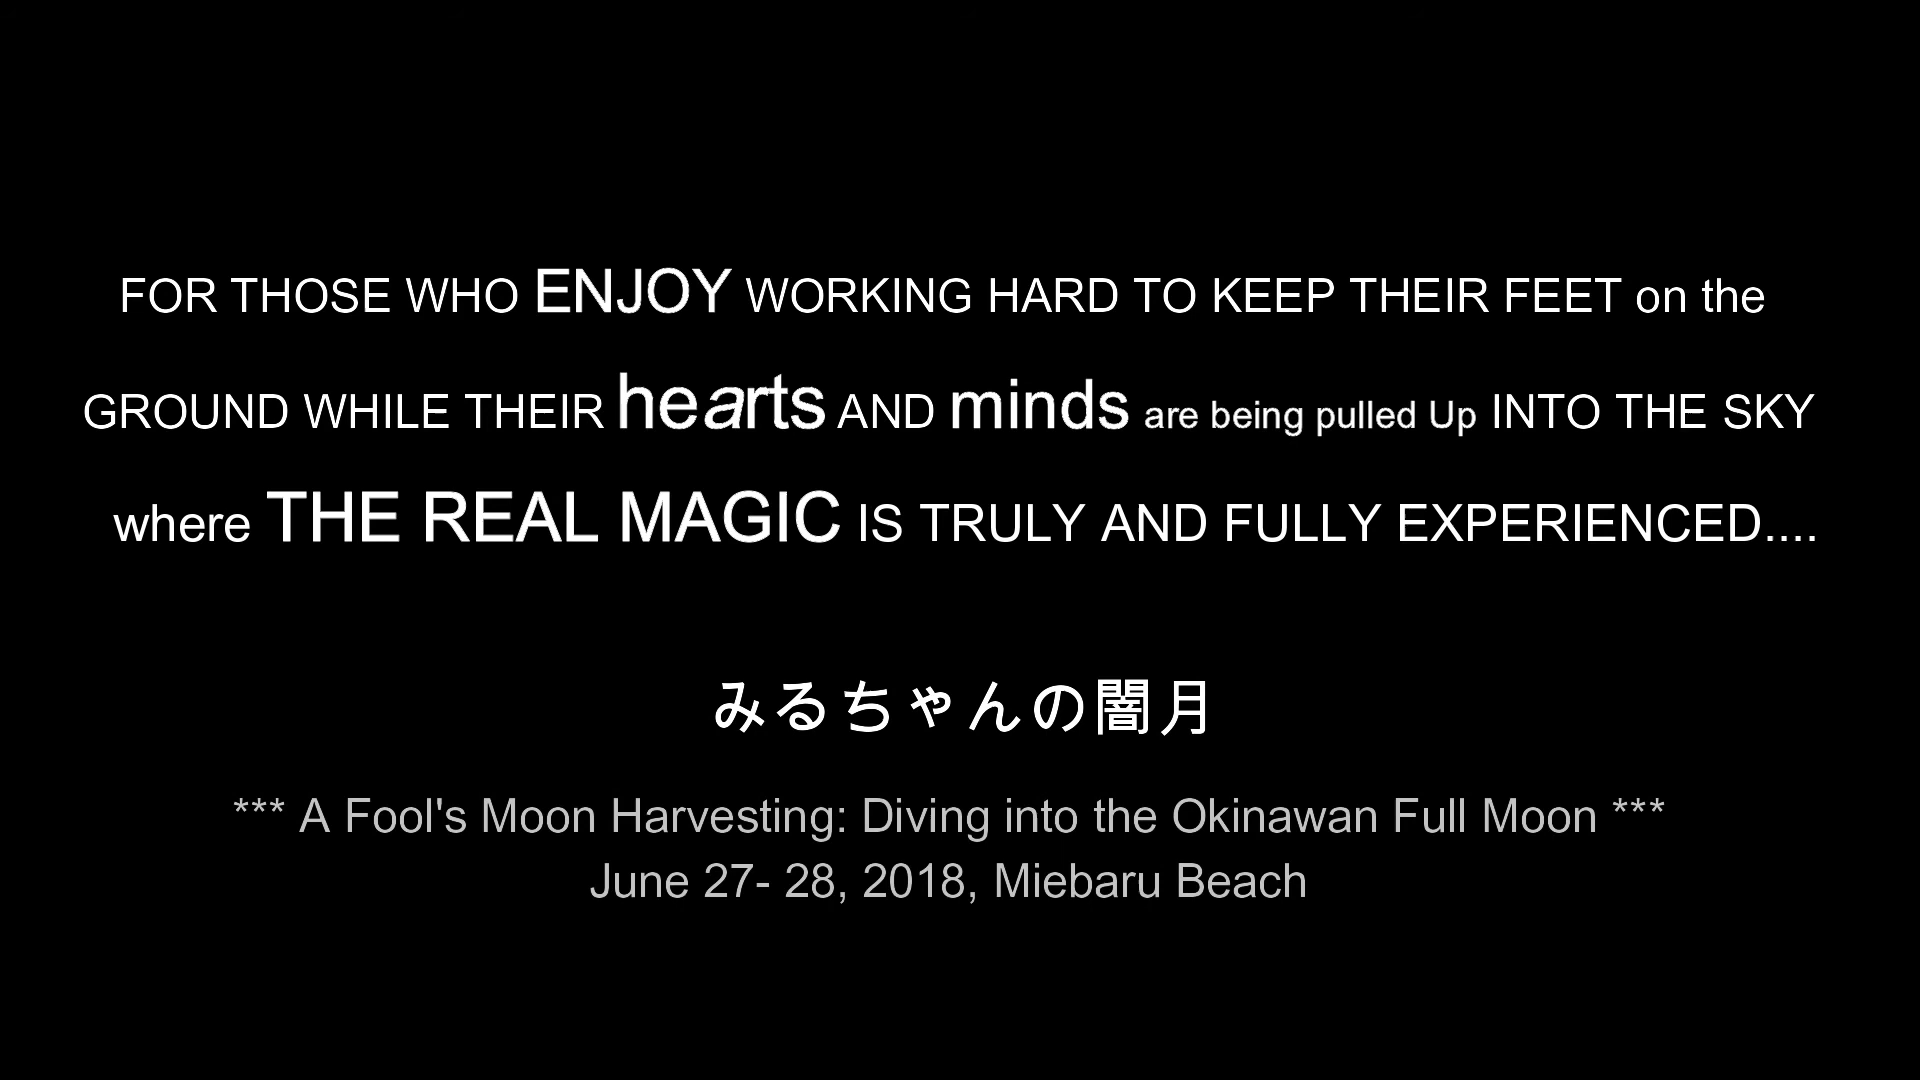 FOR THOSE WHO ENJOY WORKING HARD TO KEEP THEIR FEET on the
GROUND WHILE THEIR hearts AND minds are being pulled Up INTO THE SKY
where THE REAL MAGIC IS TRULY AND FULLY EXPERIENCED....
みるちゃんの闇月
*** A Fool's Moon Harvesting: Diving into the Okinawan Full Moon ***
June 27- 28, 2018, Miebaru Beach